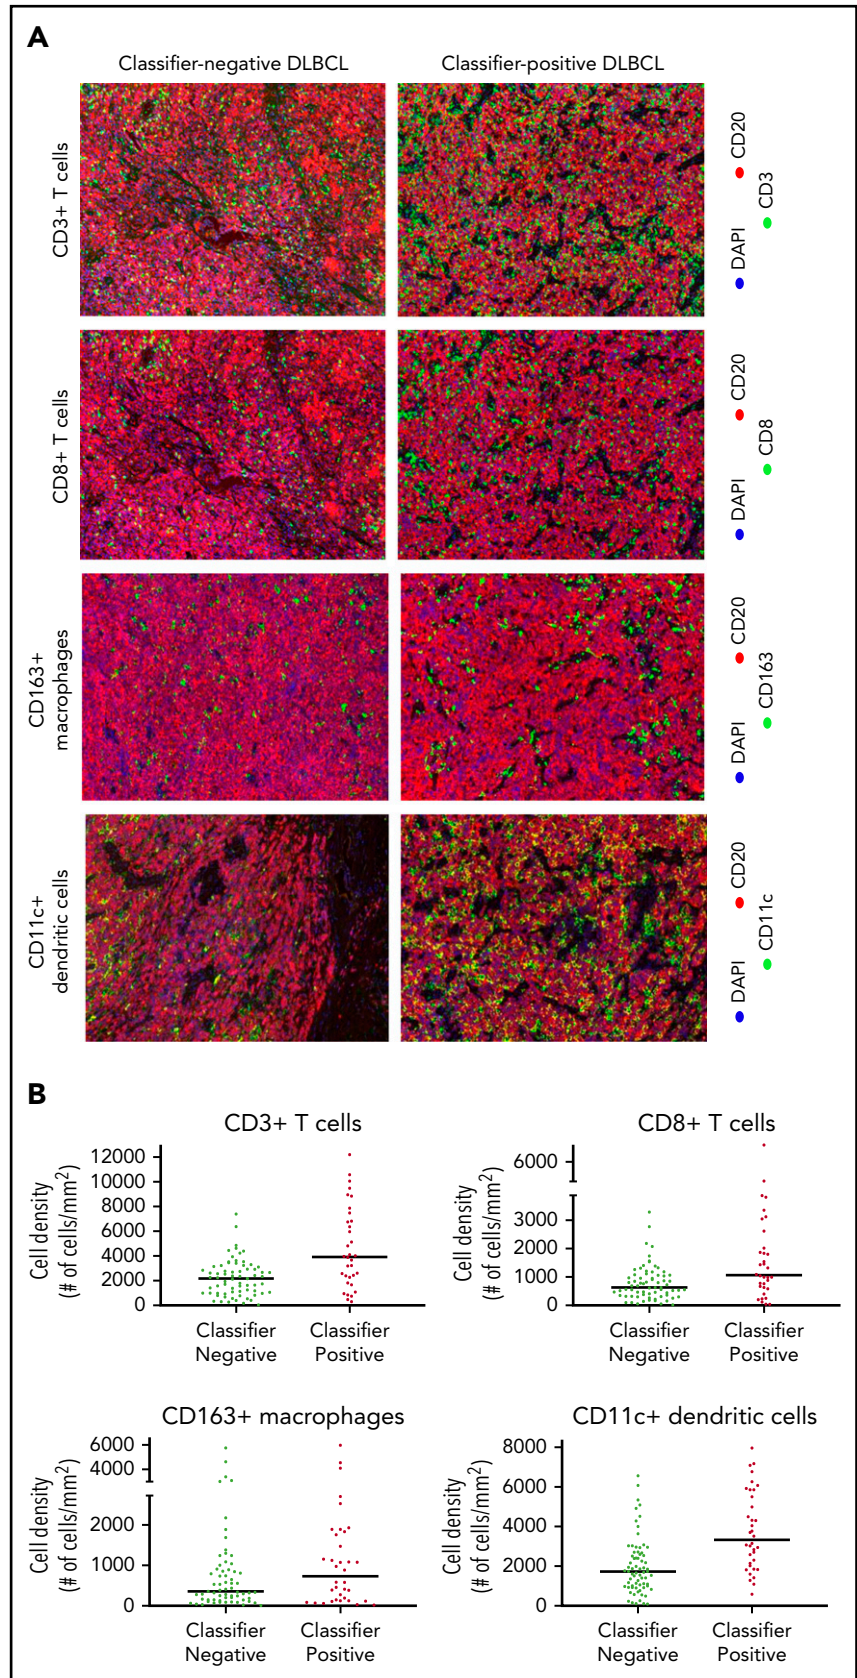 A
Classifier-negative DLBCL
Classifier-positive DLBCL
CD3+ T cells
DAPI
CD3
CD20
CD8+ T cells
DAPI
CD8
CD20
CD163+
macrophages
DAPI
CD163
CD20
CD11c+
dendritic cells
DAPI
CD11c
CD20
B
CD3+ T cells
Cell density
(# of cells/mm²)
12000
10000
8000
6000
4000
2000
0
Classifier
Negative
Classifier
Positive
CD8+ T cells
Cell density
(# of cells/mm²)
6000
3000
2000
1000
0
Classifier
Negative
Classifier
Positive
CD163+ macrophages
Cell density
(# of cells/mm²)
6000
4000
2000
1000
0
Classifier
Negative
Classifier
Positive
CD11c+ dendritic cells
Cell density
(# of cells/mm²)
8000
6000
4000
2000
0
Classifier
Negative
Classifier
Positive